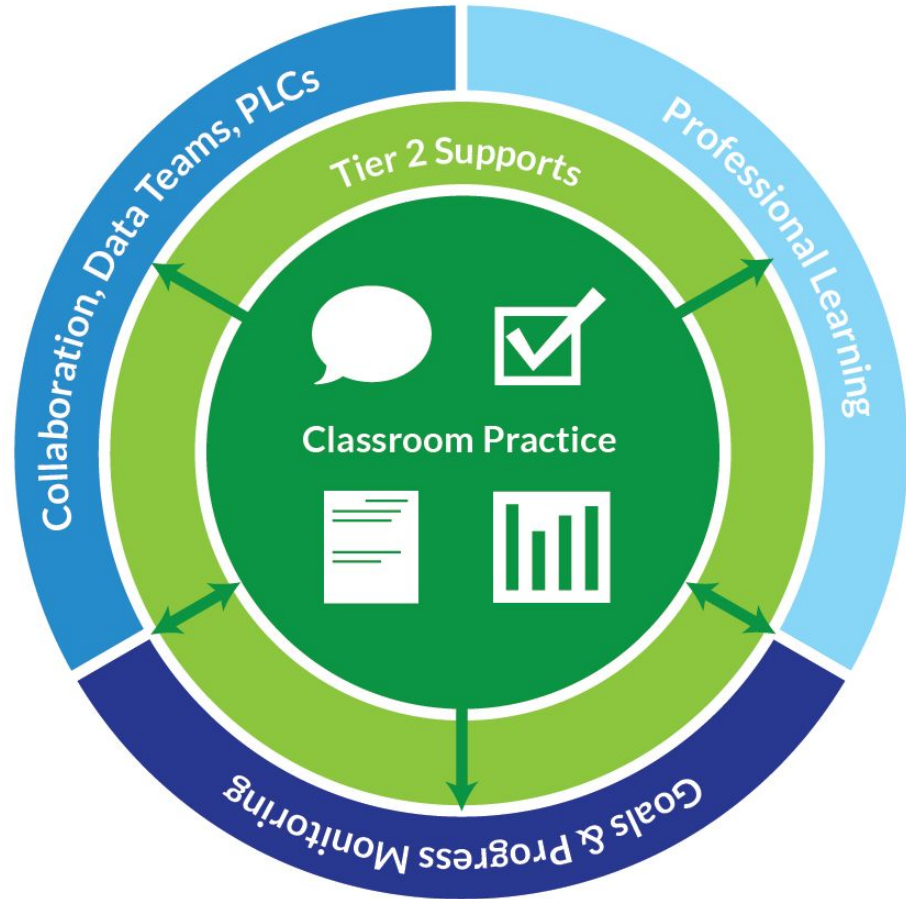 Collaboration, Data Teams, PLCs
Professional Learning
Tier 2 Supports
Classroom Practice
Goals & Progress Monitoring